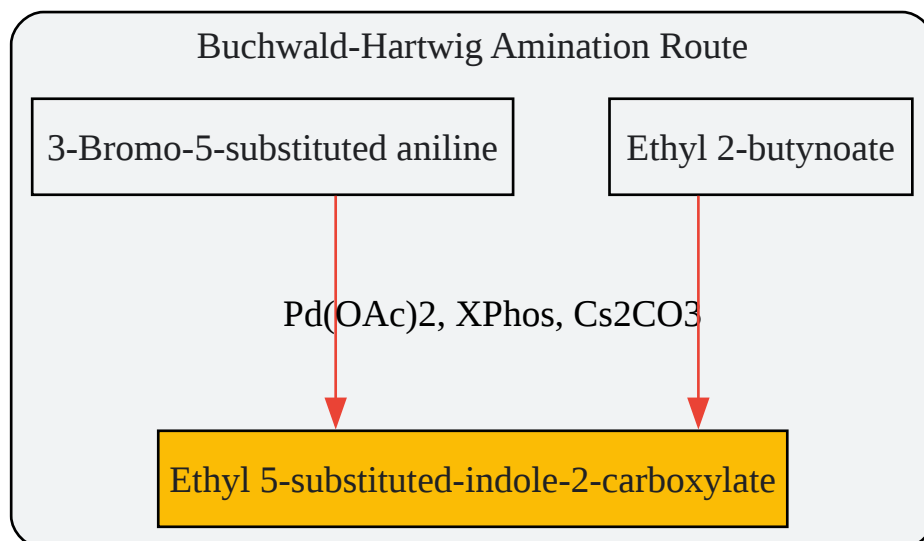 Buchwald-Hartwig Amination Route
3-Bromo-5-substituted aniline
Ethyl 2-butynoate
Pd(OAc)2, XPhos, Cs2CO3
Ethyl 5-substituted-indole-2-carboxylate